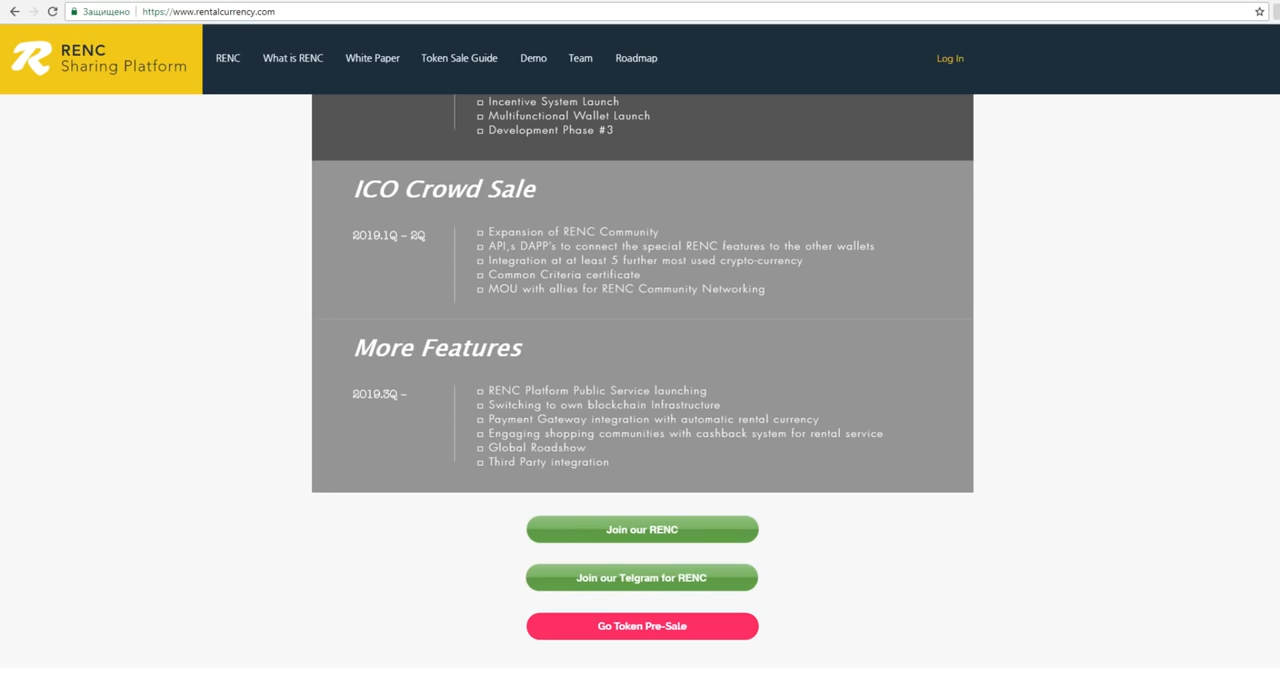 Защищено https://www.rentalcurrency.com
RENC
Sharing Platform
RENC What is RENC White Paper Token Sale Guide Demo Team Roadmap Log In
Incentive System Launch
Multifunctional Wallet Launch
Development Phase #3
ICO Crowd Sale
2019.1Q – 2Q
Expansion of RENC Community
API,s DAPP's to connect the special RENC features to the other wallets
Integration at at least 5 further most used crypto-currency
Common Criteria certificate
MOU with allies for RENC Community Networking
More Features
2019.3Q –
RENC Platform Public Service launching
Switching to own blockchain Infrastructure
Payment Gateway integration with automatic rental currency
Engaging shopping communities with cashback system for rental service
Global Roadshow
Third Party integration
Join our RENC
Join our Telgram for RENC
Go Token Pre-Sale